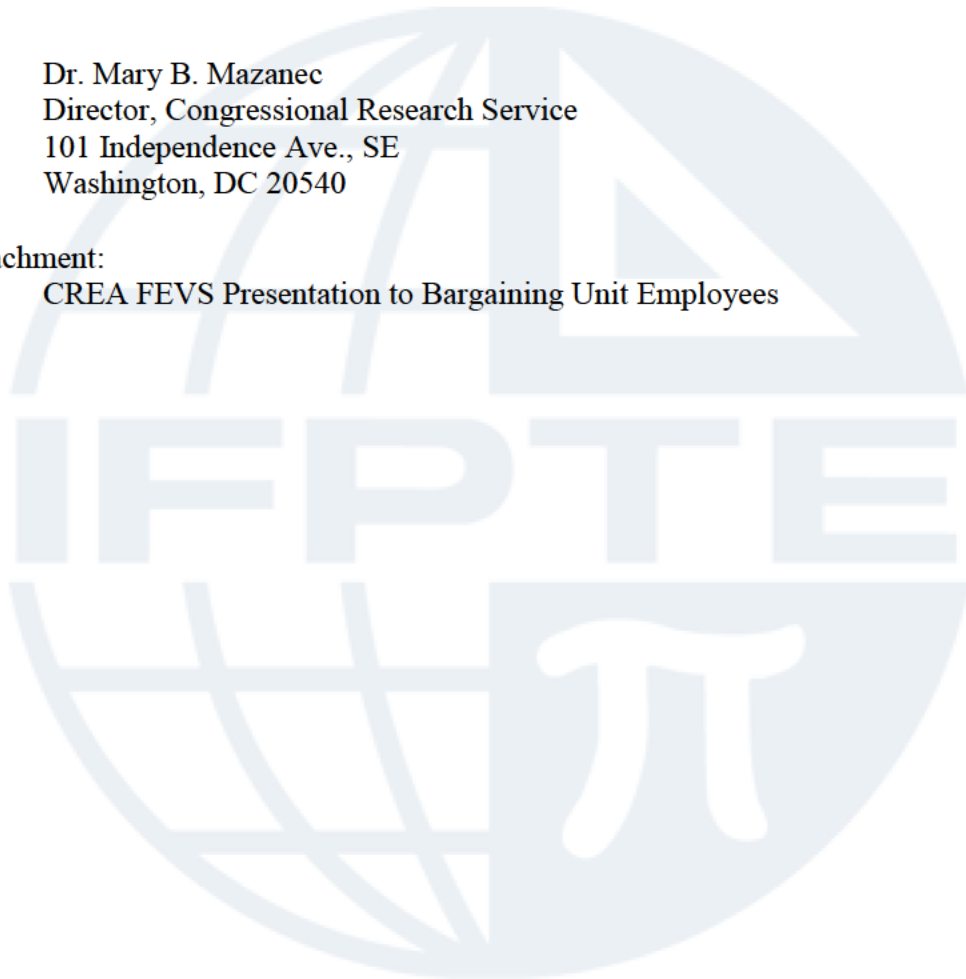 Dr. Mary B. Mazanec
Director, Congressional Research Service
101 Independence Ave., SE
Washington, DC 20540
achment:
CREA FEVS Presentation to Bargaining Unit Employees
IFPTE
π